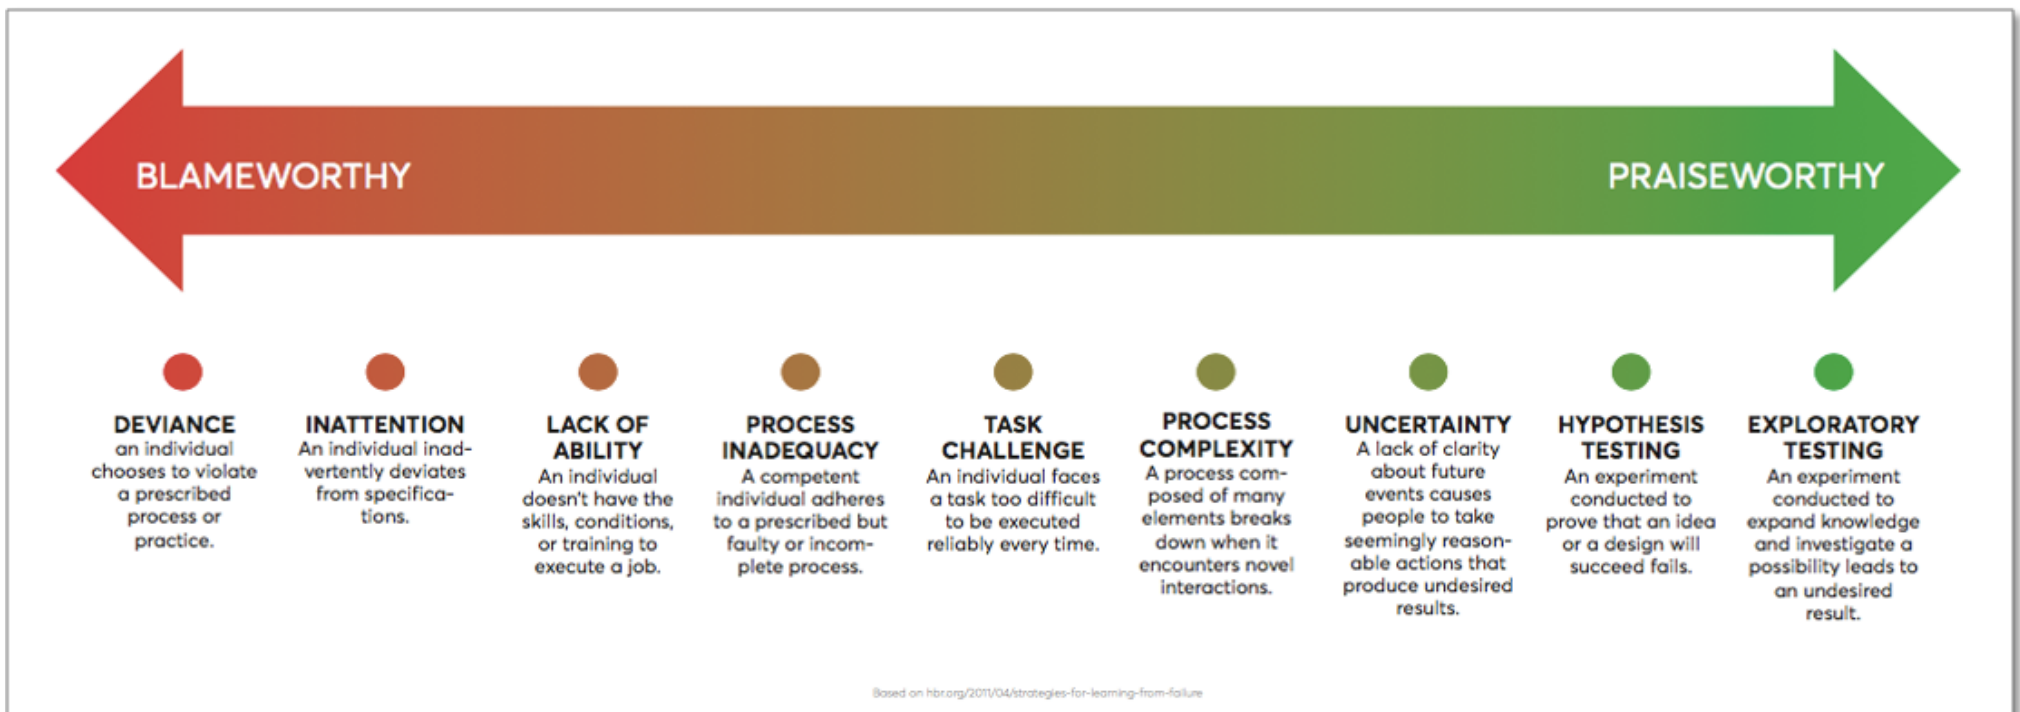 BLAMEWORTHY
PRAISEWORTHY
DEVIANCE
an individual
chooses to violate
a prescribed
process or
practice.
INATTENTION
An individual inad-
vertently deviates
from specifica-
tions.
LACK OF
ABILITY
An individual
doesn't have the
skills, conditions,
or training to
execute a job.
PROCESS
INADEQUACY
A competent
individual adheres
to a prescribed but
faulty or incom-
plete process.
TASK
CHALLENGE
An individual faces
a task too difficult
to be executed
reliably every time.
PROCESS
COMPLEXITY
A process com-
posed of many
elements breaks
down when it
encounters novel
interactions.
UNCERTAINTY
A lack of clarity
about future
events causes
people to take
seemingly reason-
able actions that
produce undesired
results.
HYPOTHESIS
TESTING
An experiment
conducted to
prove that an idea
or a design will
succeed fails.
EXPLORATORY
TESTING
An experiment
conducted to
expand knowledge
and investigate a
possibility leads to
an undesired
result.
Based on hbr.org/2011/04/strategies-for-learning-from-failure